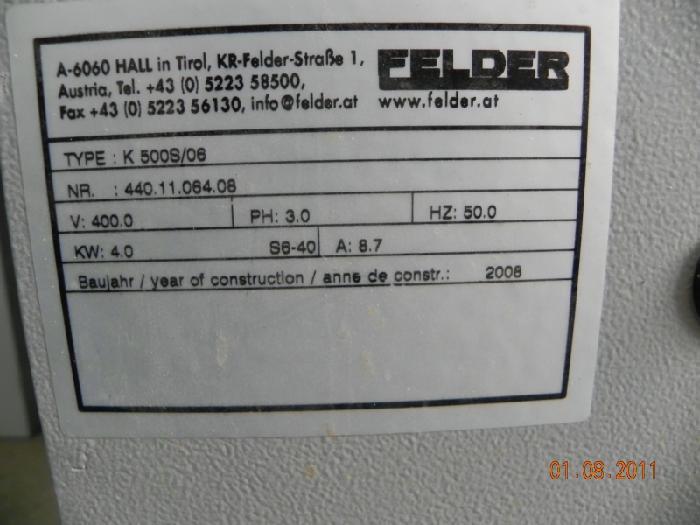 A-6060 HALL in Tirol, KR-Felder-Straße 1,
Austria, Tel. +43 (0) 5223 58500,
Fax +43 (0) 5223 56130, info@felder.at
FELDER
www.felder.at
TYPE : K 500S/06
NR. : 440.11.064.08
V: 400.0 PH: 3.0 HZ: 50.0
KW: 4.0 S6-40 A: 8.7
Baujahr / year of construction / anne de constr.: 2008
01.08.2011